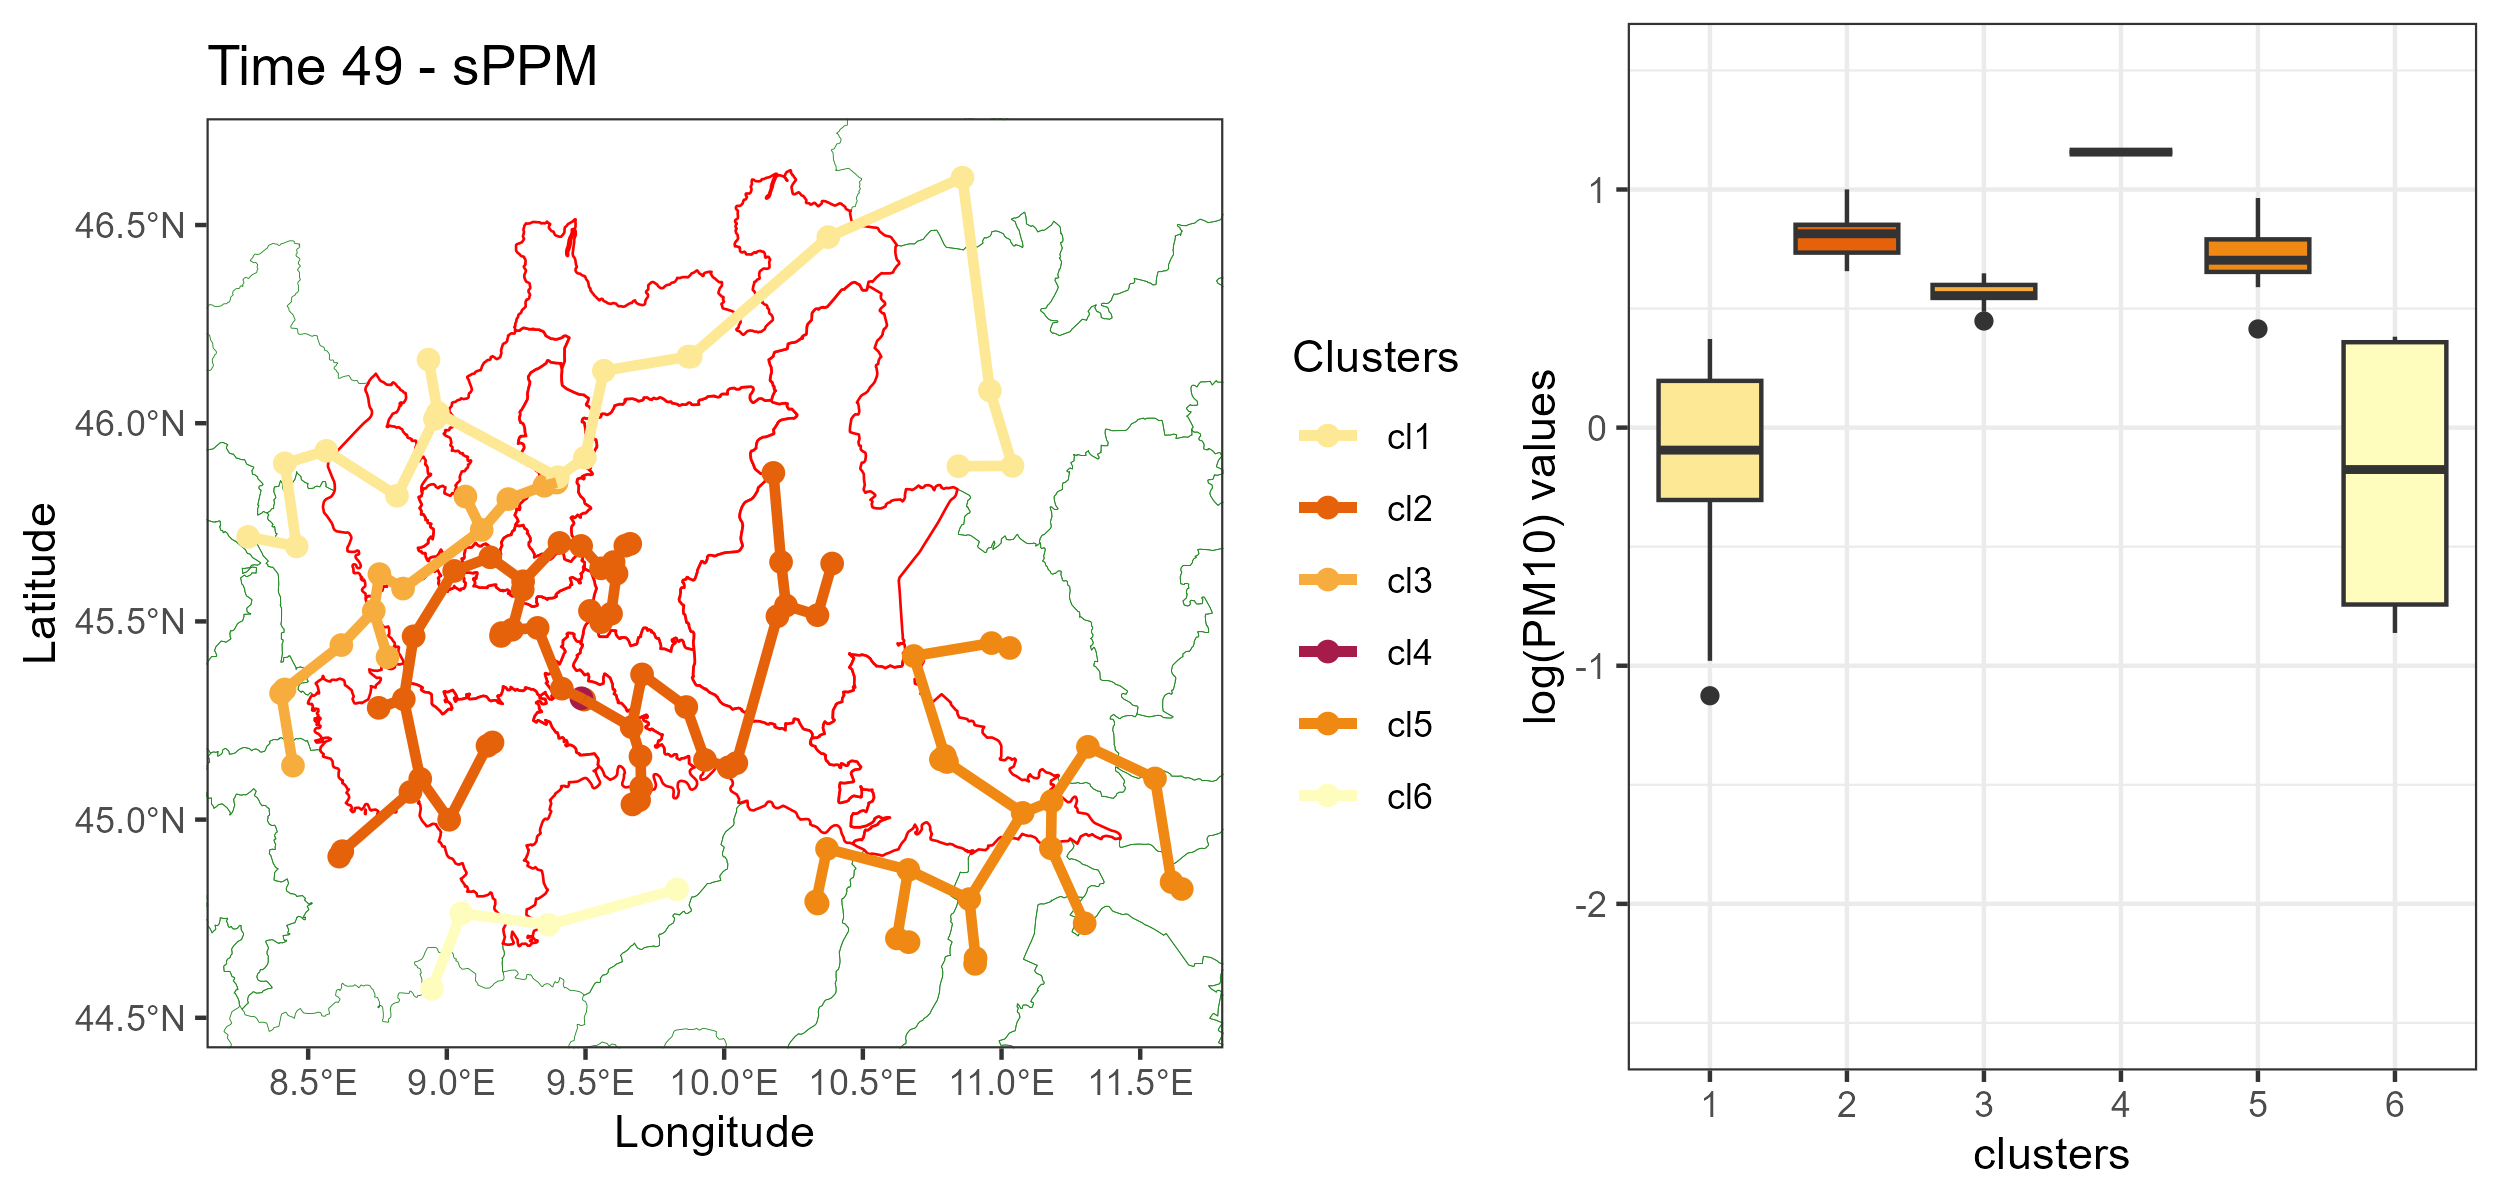 Time 49 - sPPM
Latitude
46.5°N
46.0°N
45.5°N
45.0°N
44.5°N
8.5°E 9.0°E 9.5°E 10.0°E 10.5°E 11.0°E 11.5°E
Longitude
Clusters
cl1
cl2
cl3
cl4
cl5
cl6
log(PM10) values
1
0
-1
-2
1 2 3 4 5 6
clusters